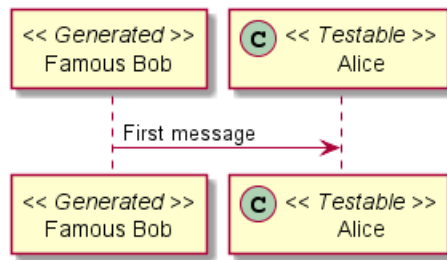 << Generated >>
Famous Bob
C << Testable >>
Alice
First message
<< Generated >>
Famous Bob
C << Testable >>
Alice